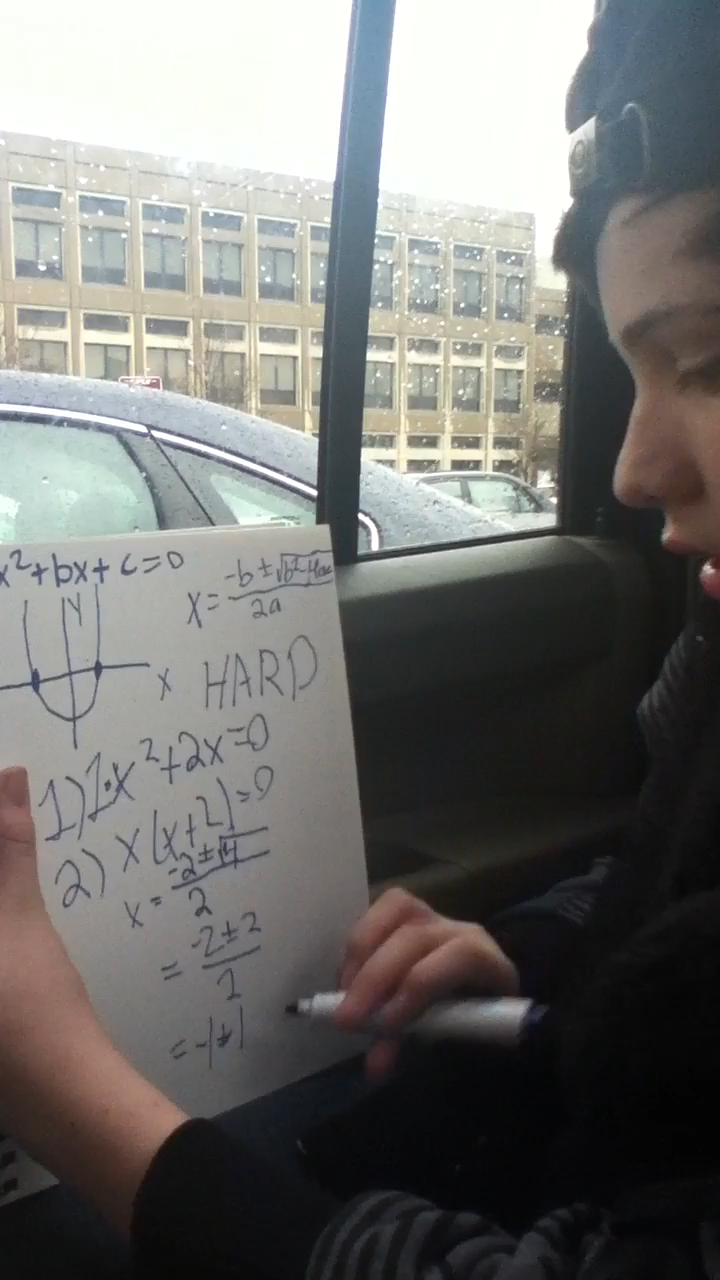 x²+bx+c=0
x = -b ± √b²-4ac
2a
Y
x
HARD
1) 1·x²+2x=0
2) x(x+2)=0
x = -2 ± √4
2
= -2 ± 2
2
= -1 ± 1